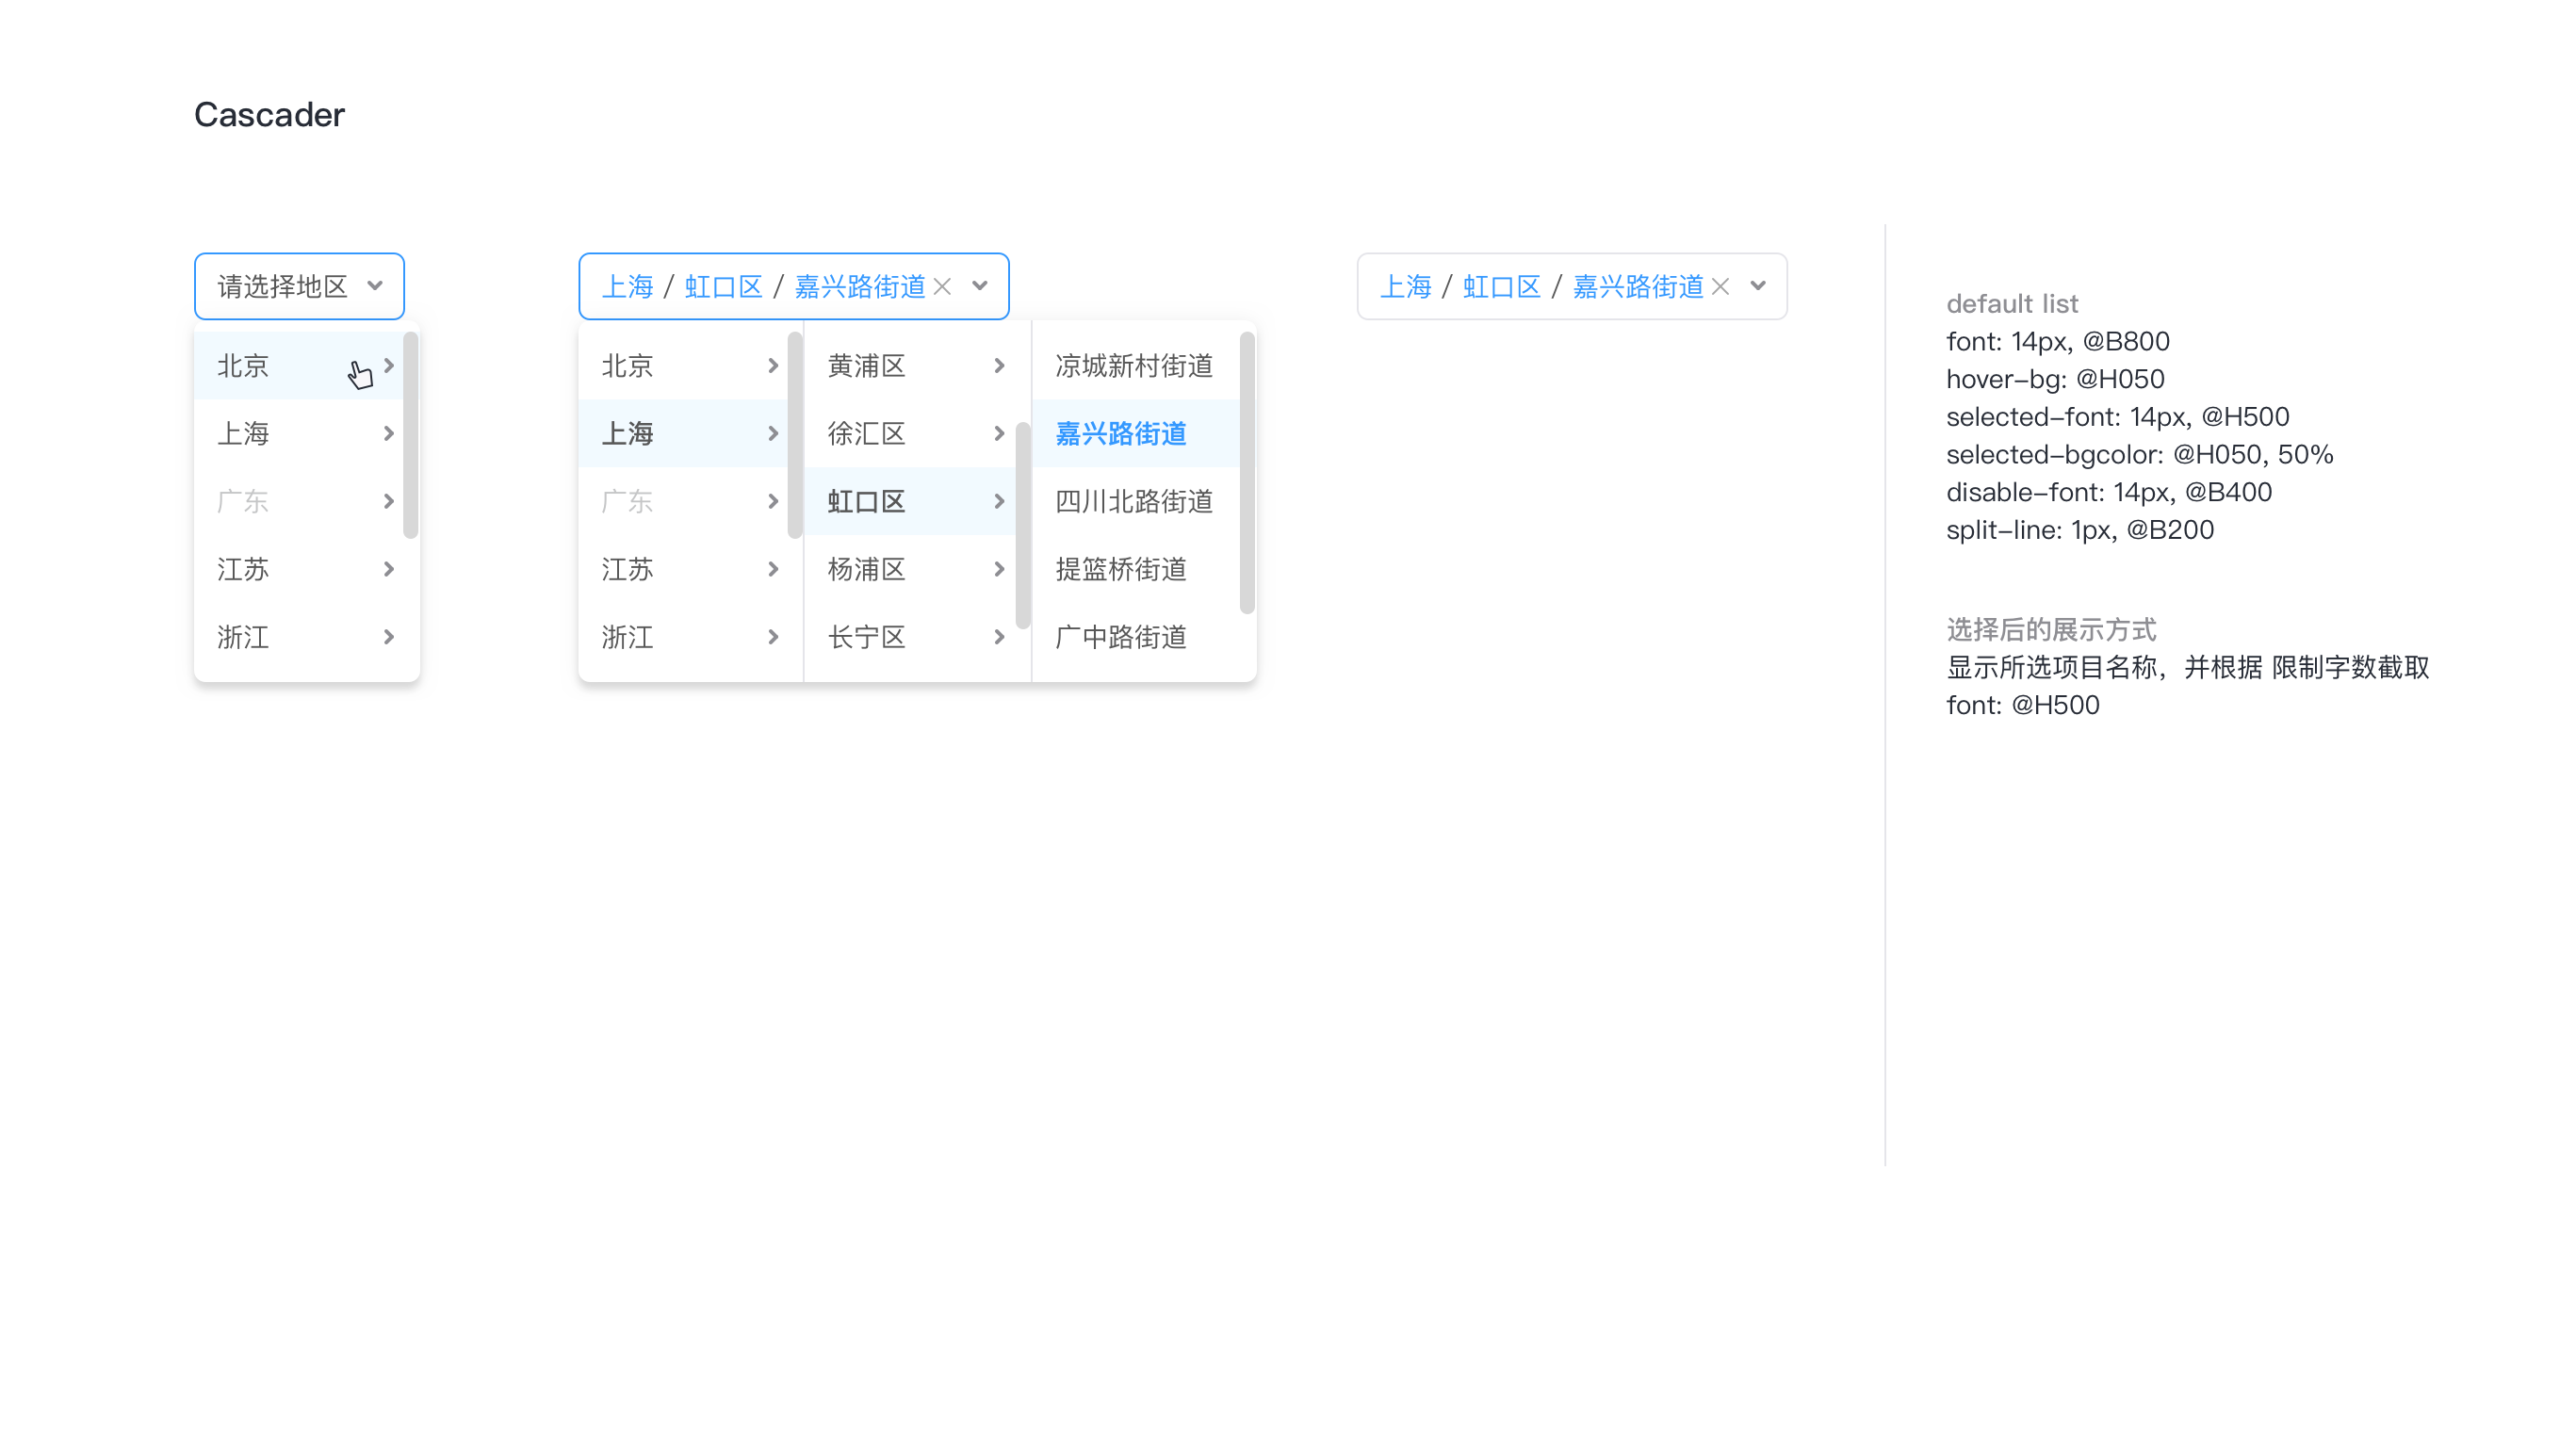 Cascader
请选择地区
北京
上海
广东
江苏
浙江
上海 / 虹口区 / 嘉兴路街道
北京
上海
广东
江苏
浙江
黄浦区
徐汇区
虹口区
杨浦区
长宁区
凉城新村街道
嘉兴路街道
四川北路街道
提篮桥街道
广中路街道
上海 / 虹口区 / 嘉兴路街道
default list
font: 14px, @B800
hover-bg: @H050
selected-font: 14px, @H500
selected-bgcolor: @H050, 50%
disable-font: 14px, @B400
split-line: 1px, @B200
选择后的展示方式
显示所选项目名称，并根据 限制字数截取
font: @H500